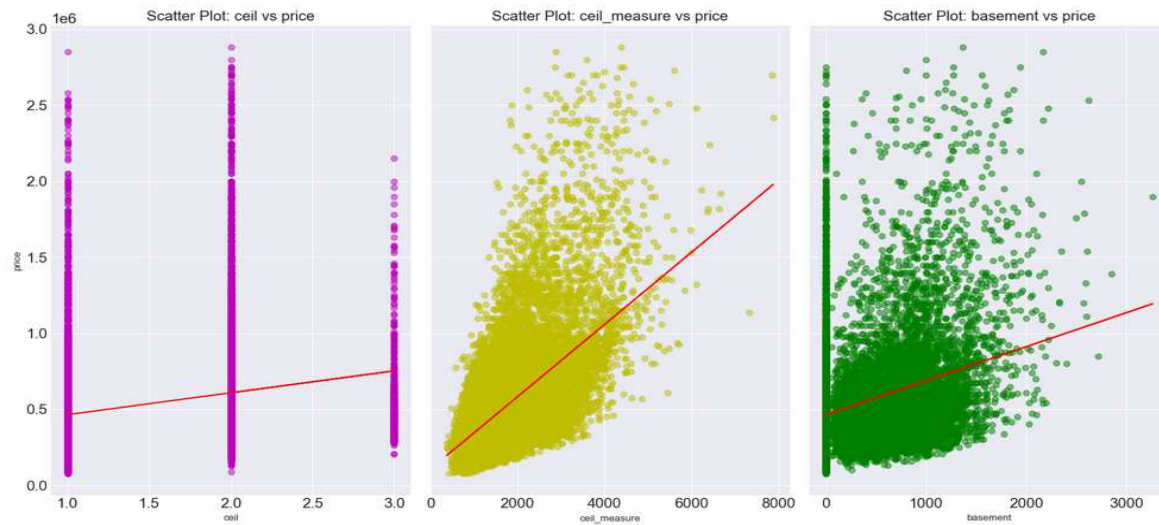 Scatter Plot: ceil vs price
1e6
3.0
2.5
2.0
1.5
1.0
0.5
0.0
price
1.0 1.5 2.0 2.5 3.0
ceil
Scatter Plot: ceil_measure vs price
0 2000 4000 6000 8000
ceil_measure
Scatter Plot: basement vs price
0 1000 2000 3000
basement